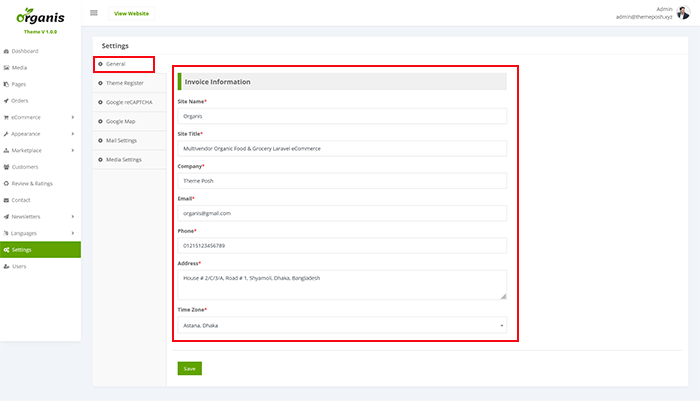 Organis
Theme V 1.0.0
View Website
Admin
admin@themeposh.xyz
Dashboard
Media
Pages
Orders
eCommerce
Appearance
Marketplace
Customers
Review & Ratings
Contact
Newsletters
Languages
Settings
Users
Settings
General
Theme Register
Google reCAPTCHA
Google Map
Mail Settings
Media Settings
Invoice Information
Site Name*
Organis
Site Title*
Multivendor Organic Food & Grocery Laravel eCommerce
Company*
Theme Posh
Email*
organis@gmail.com
Phone*
01215123456789
Address*
House # 2/C/3/A, Road # 1, Shyamoli, Dhaka, Bangladesh
Time Zone*
Astana, Dhaka
Save